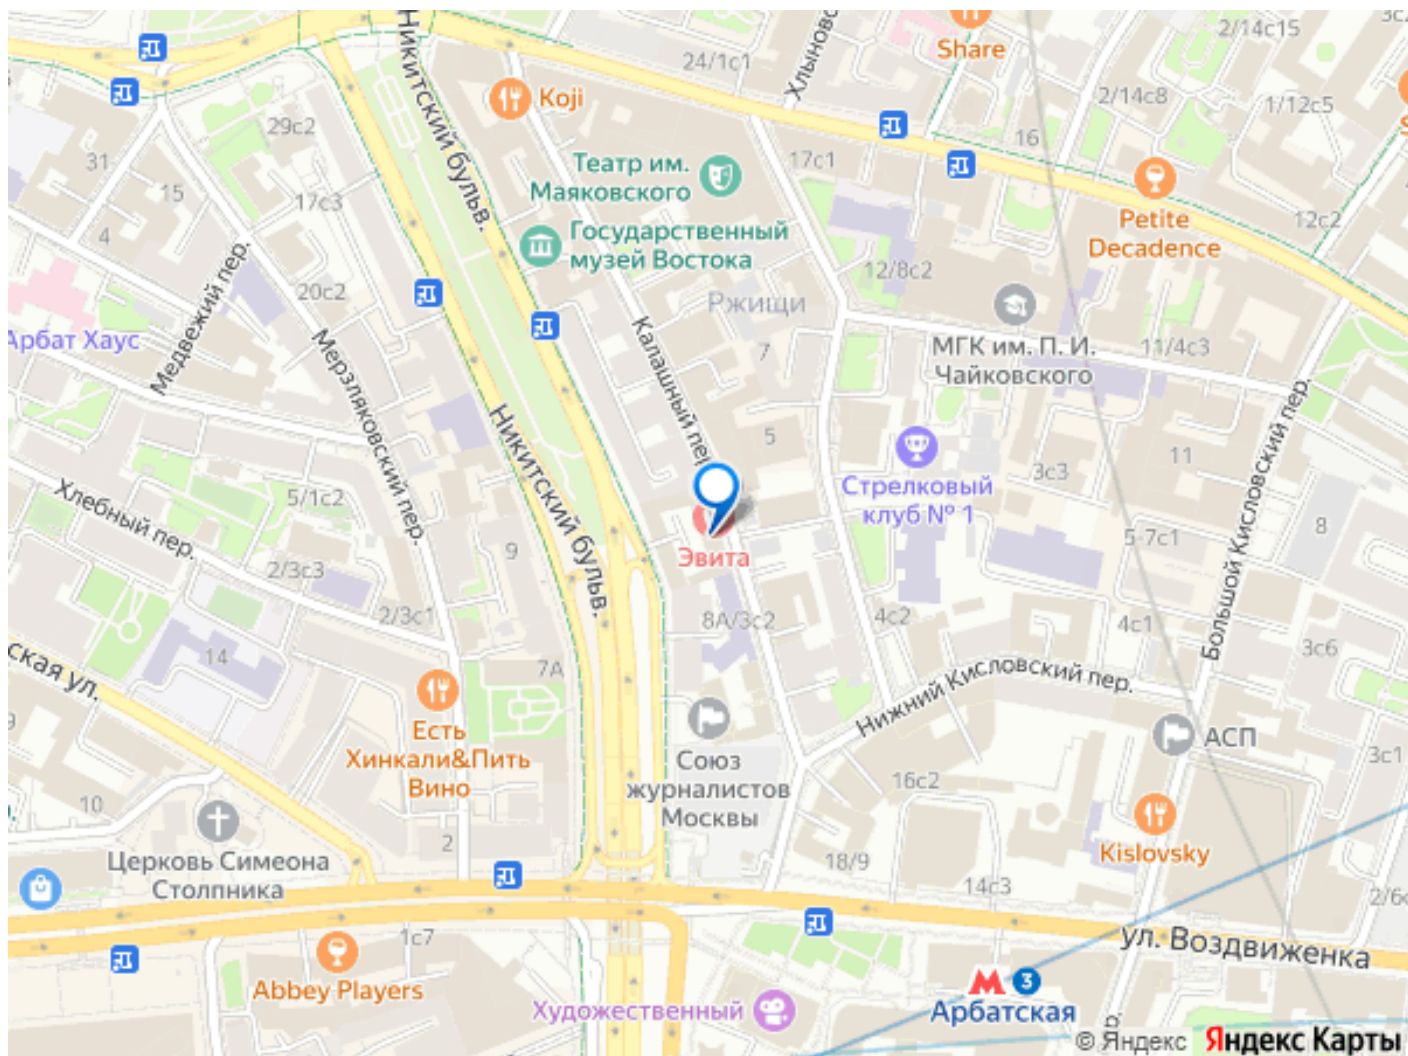 Share
2/14с15
24/1с1
Хлыновс
Никитский бульв.
Koji
2/14с8
1/12с5
29с2
16
31
Театр им.
Маяковского
17с1
15
17с3
Petite
Decadence
12с2
4
Государственный
музей Востока
12/8с2
Медвежий пер.
20с2
Ржищи
Арбат Хаус
Мерзляковский пер.
Калашный пер
7
МГК им. П. И.
Чайковского
11/4с3
Никитский бульв.
5
11
3с3
Большой Кисловский пер.
Хлебный пер.
5/1с2
Стрелковый
клуб № 1
8
9
Эвита
5-7с1
2/3с3
2/3с1
8А/3с2
4с2
4с1
14
3с6
ская ул.
7А
Нижний Кисловский пер.
9
Есть
Хинкали&Пить
Вино
Союз
журналистов
Москвы
АСП
3с1
16с2
10
2
Kislovsky
Церковь Симеона
Столпника
18/9
14с3
2/6с
1с7
ул. Воздвиженка
Abbey Players
Художественный
М 3
Арбатская
р.
© Яндекс Яндекс Карты